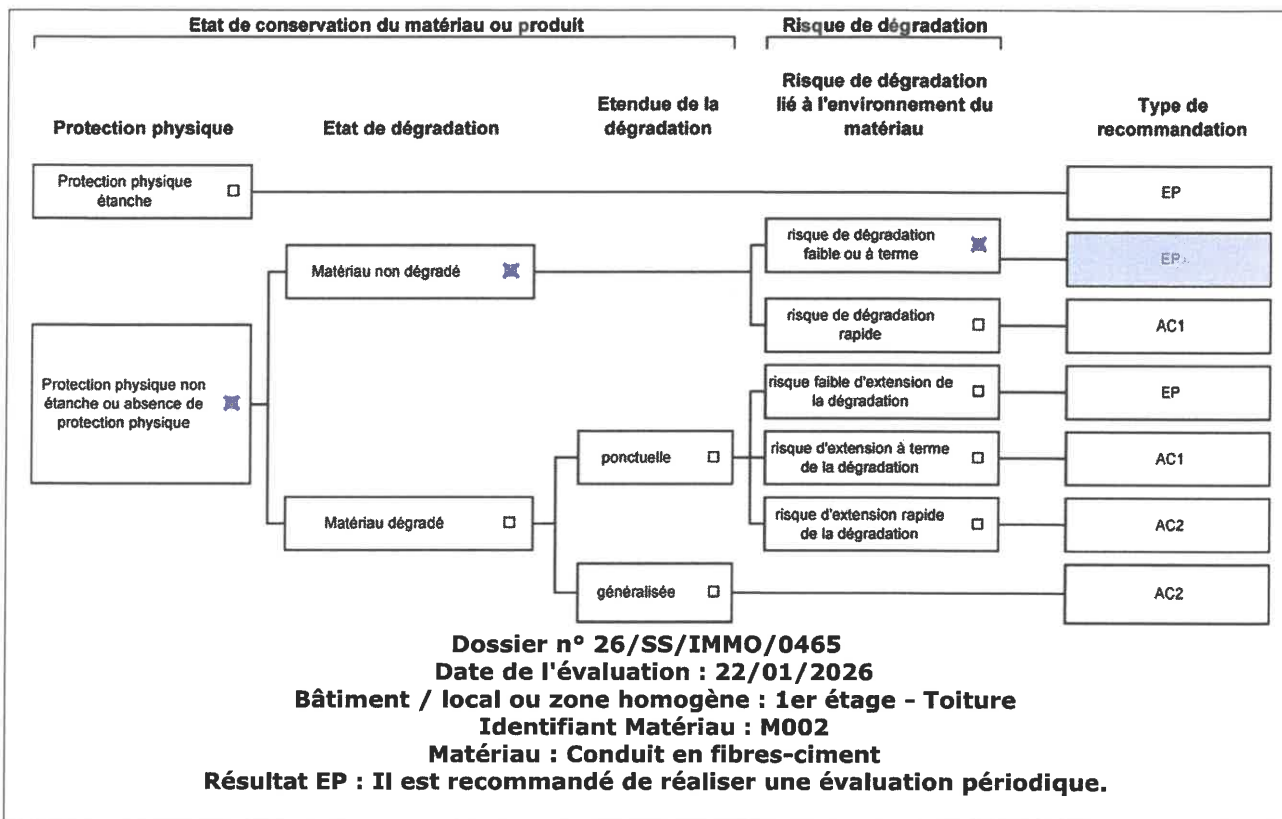 Etat de conservation du matériau ou produit
Risque de dégradation
Protection physique
Etat de dégradation
Etendue de la
dégradation
Risque de dégradation
lié à l'environnement du
matériau
Type de
recommandation
Protection physique
étanche
EP
risque de dégradation
faible ou à terme
EP
Matériau non dégradé
risque de dégradation
rapide
AC1
Protection physique non
étanche ou absence de
protection physique
risque faible d'extension de
la dégradation
EP
ponctuelle
risque d'extension à terme
de la dégradation
AC1
Matériau dégradé
risque d'extension rapide
de la dégradation
AC2
généralisée
AC2
Dossier n° 26/SS/IMMO/0465
Date de l'évaluation : 22/01/2026
Bâtiment / local ou zone homogène : 1er étage - Toiture
Identifiant Matériau : M002
Matériau : Conduit en fibres-ciment
Résultat EP : Il est recommandé de réaliser une évaluation périodique.